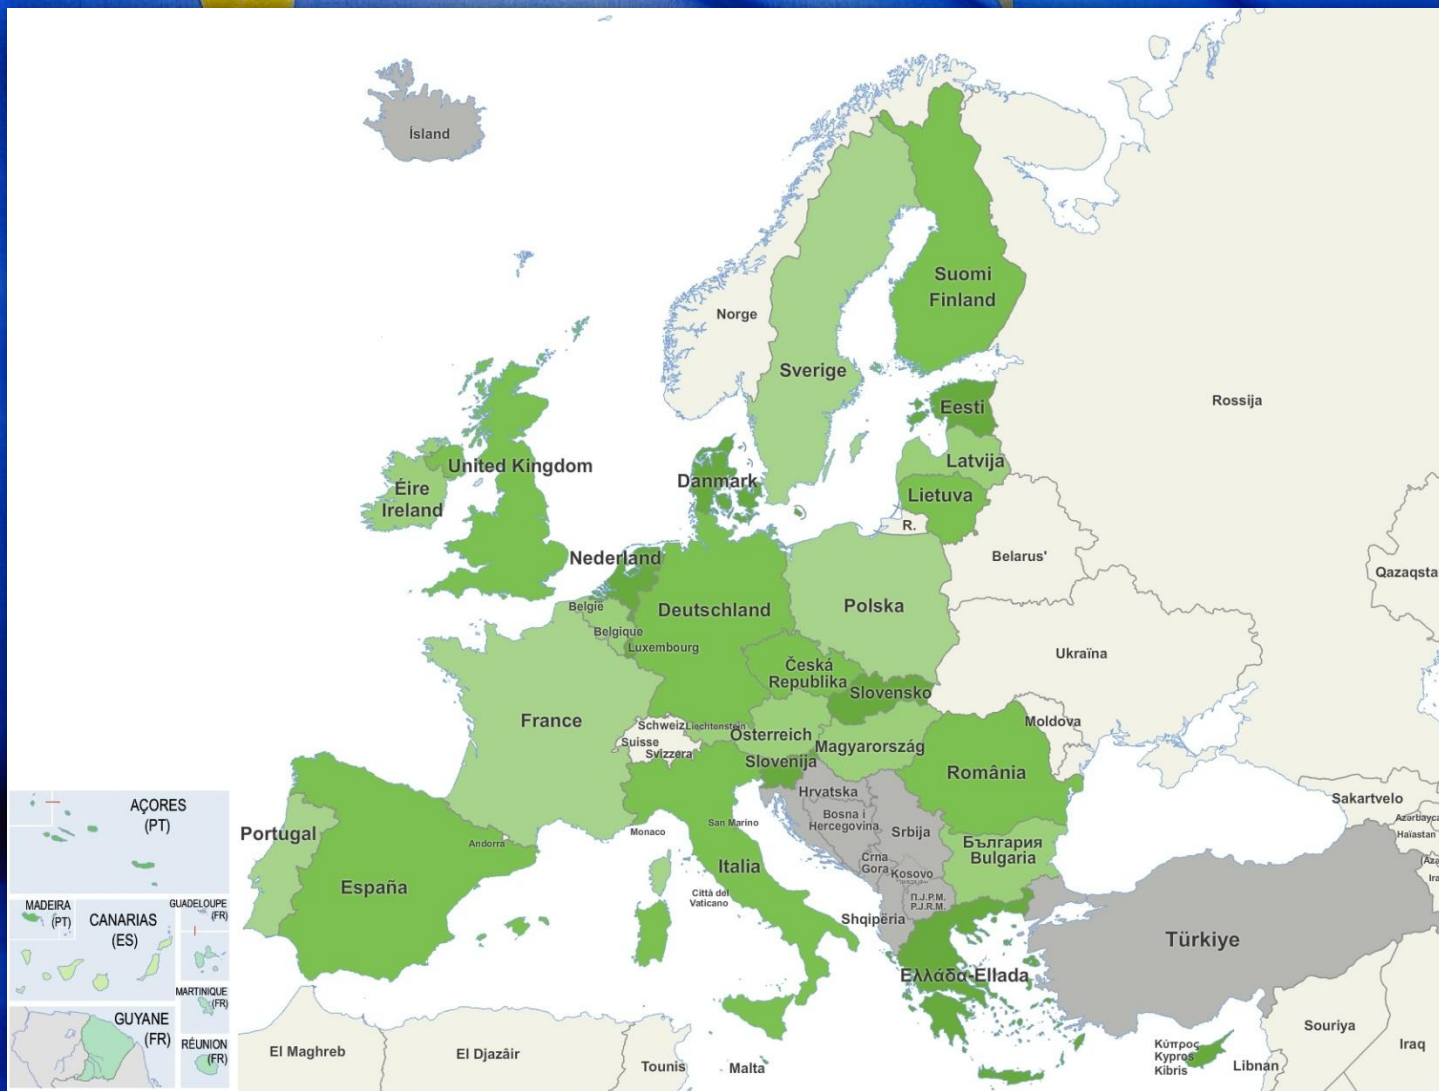 Ísland
Suomi
Finland
Norge
Sverige
Rossija
Eesti
Latvija
Lietuva
R.
United Kingdom
Éire
Ireland
Danmark
Belarus'
Nederland
Qazaqsta
België
Belgique
Luxembourg
Deutschland
Polska
Ukraïna
Česká
Republika
Slovensko
France
Schweiz
Suisse
Svizzera
Liechtenstein
Österreich
Magyarország
Slovenija
Moldova
România
Hrvatska
Bosna i
Hercegovina
Srbija
Crna
Gora
Kosovo
П.Ј.Р.М.
P.J.R.M.
Shqipëria
България
Bulgaria
Sakartvelo
Azərbayca
Haïastan
(Aza
Ira
Portugal
España
Andorra
Monaco
San Marino
Italia
Città del
Vaticano
Ελλάδα-Ellada
Türkiye
Κύπρος
Kypros
Kibris
Libnan
Souriya
Iraq
El Maghreb
El Djazâir
Tounis
Malta
AÇORES
(PT)
MADEIRA
(PT)
CANARIAS
(ES)
GUADELOUPE
(FR)
MARTINIQUE
(FR)
GUYANE
(FR)
RÉUNION
(FR)